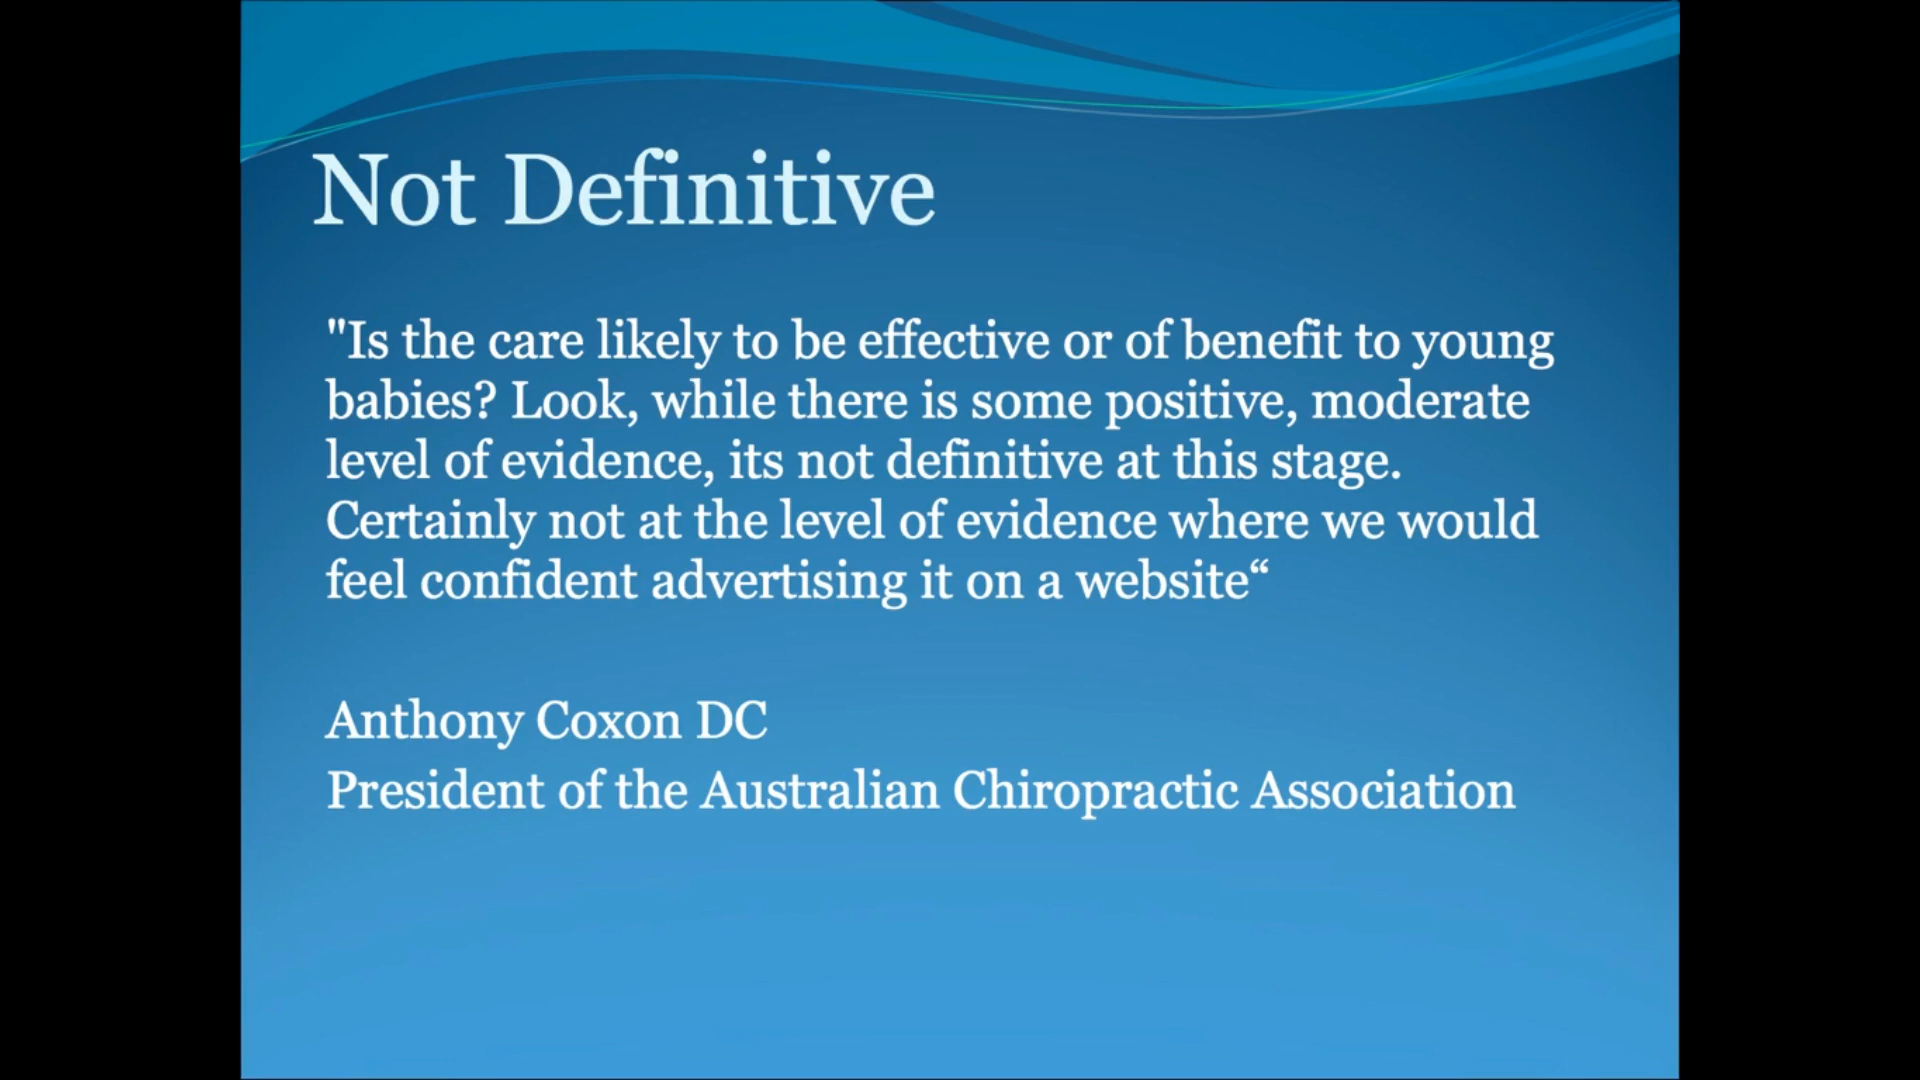 Not Definitive
"Is the care likely to be effective or of benefit to young
babies? Look, while there is some positive, moderate
level of evidence, its not definitive at this stage.
Certainly not at the level of evidence where we would
feel confident advertising it on a website“
Anthony Coxon DC
President of the Australian Chiropractic Association